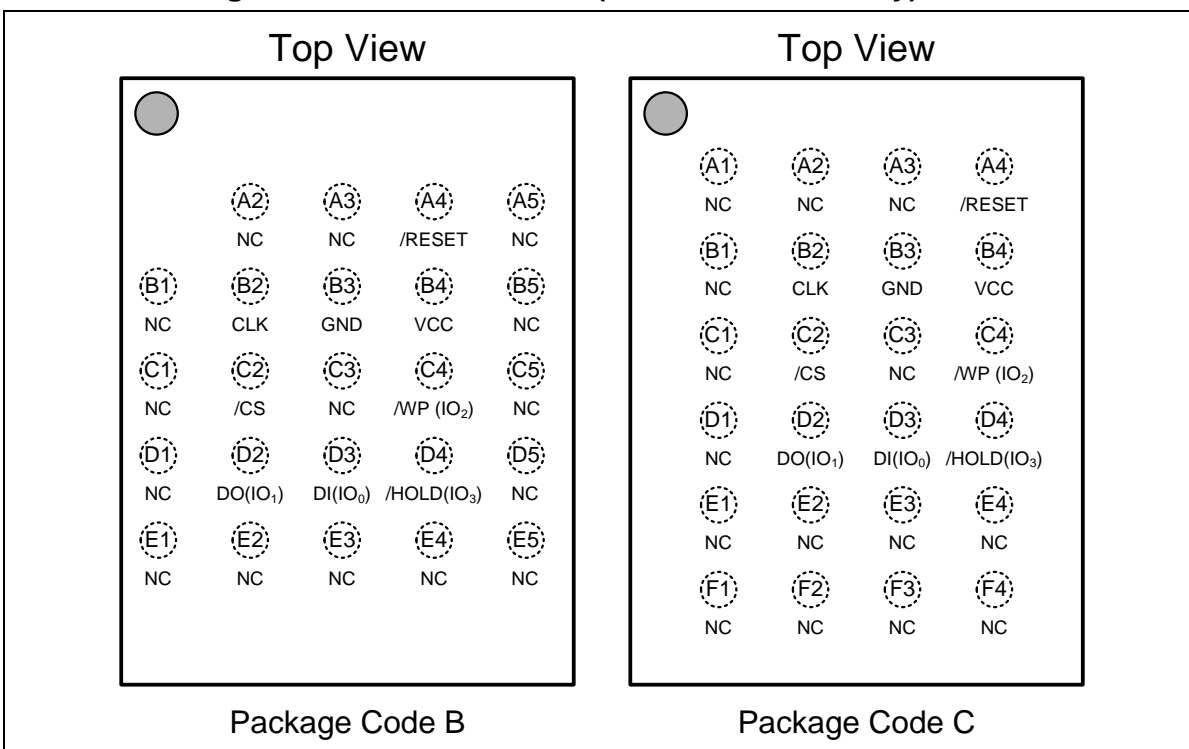 Top View
A2 A3 A4 A5
NC NC /RESET NC
B1 B2 B3 B4 B5
NC CLK GND VCC NC
C1 C2 C3 C4 C5
NC /CS NC /WP (IO₂) NC
D1 D2 D3 D4 D5
NC DO(IO₁) DI(IO₀) /HOLD(IO₃) NC
E1 E2 E3 E4 E5
NC NC NC NC NC
Package Code B
Top View
A1 A2 A3 A4
NC NC NC /RESET
B1 B2 B3 B4
NC CLK GND VCC
C1 C2 C3 C4
NC /CS NC /WP (IO₂)
D1 D2 D3 D4
NC DO(IO₁) DI(IO₀) /HOLD(IO₃)
E1 E2 E3 E4
NC NC NC NC
F1 F2 F3 F4
NC NC NC NC
Package Code C